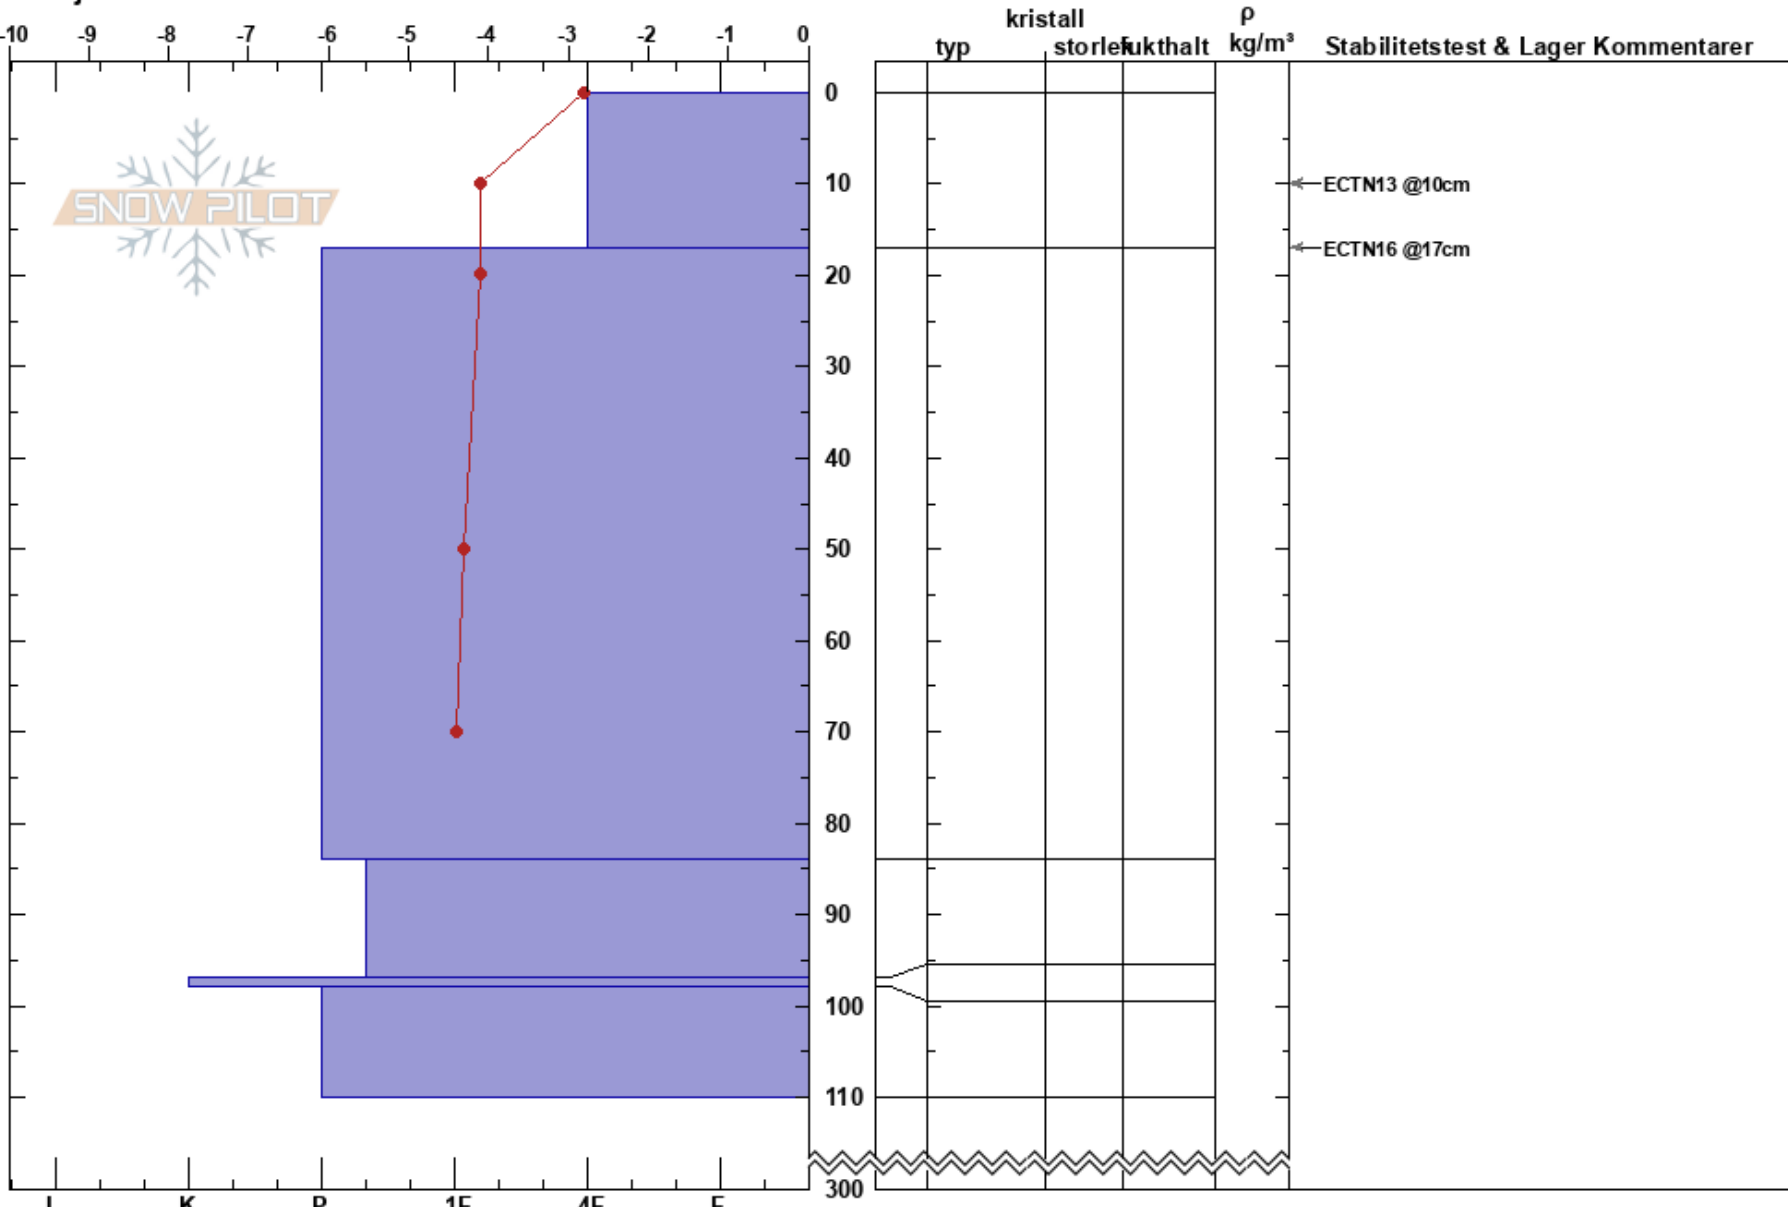 -10 -9 -8 -7 -6 -5 -4 -3 -2 -1 0
kristall
typ storlek fukthalt
ρ
kg/m³
Stabilitetstest & Lager Kommentarer
SNOW PILOT
0
10
ECTN13 @10cm
ECTN16 @17cm
20
30
40
50
60
70
80
90
100
110
300
I K P 1F 4F F